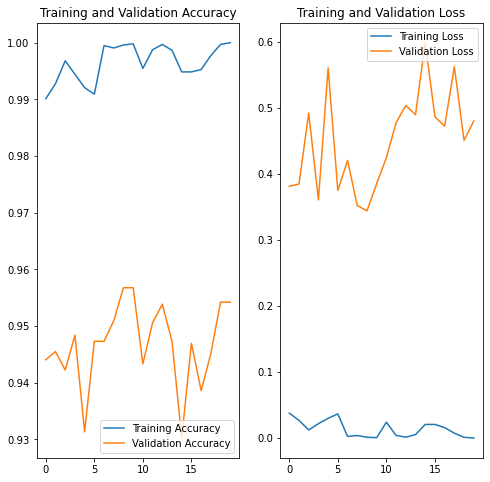 Training and Validation Accuracy
1.00
0.99
0.98
0.97
0.96
0.95
0.94
0.93
Training Accuracy
Validation Accuracy
0 5 10 15
Training and Validation Loss
Training Loss
Validation Loss
0.6
0.5
0.4
0.3
0.2
0.1
0.0
0 5 10 15